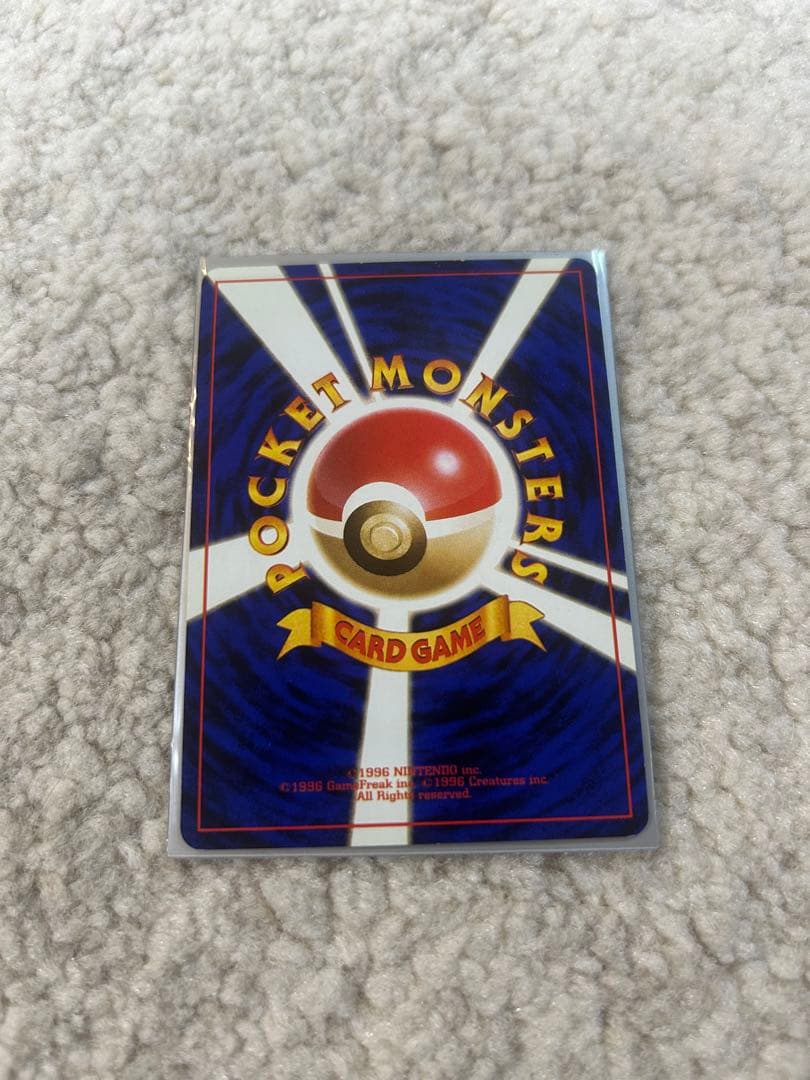 POCKET MONSTERS
CARD GAME
©1996 NINTENDO inc.
©1996 GameFreak inc. ©1996 Creatures inc.
All Rights reserved.